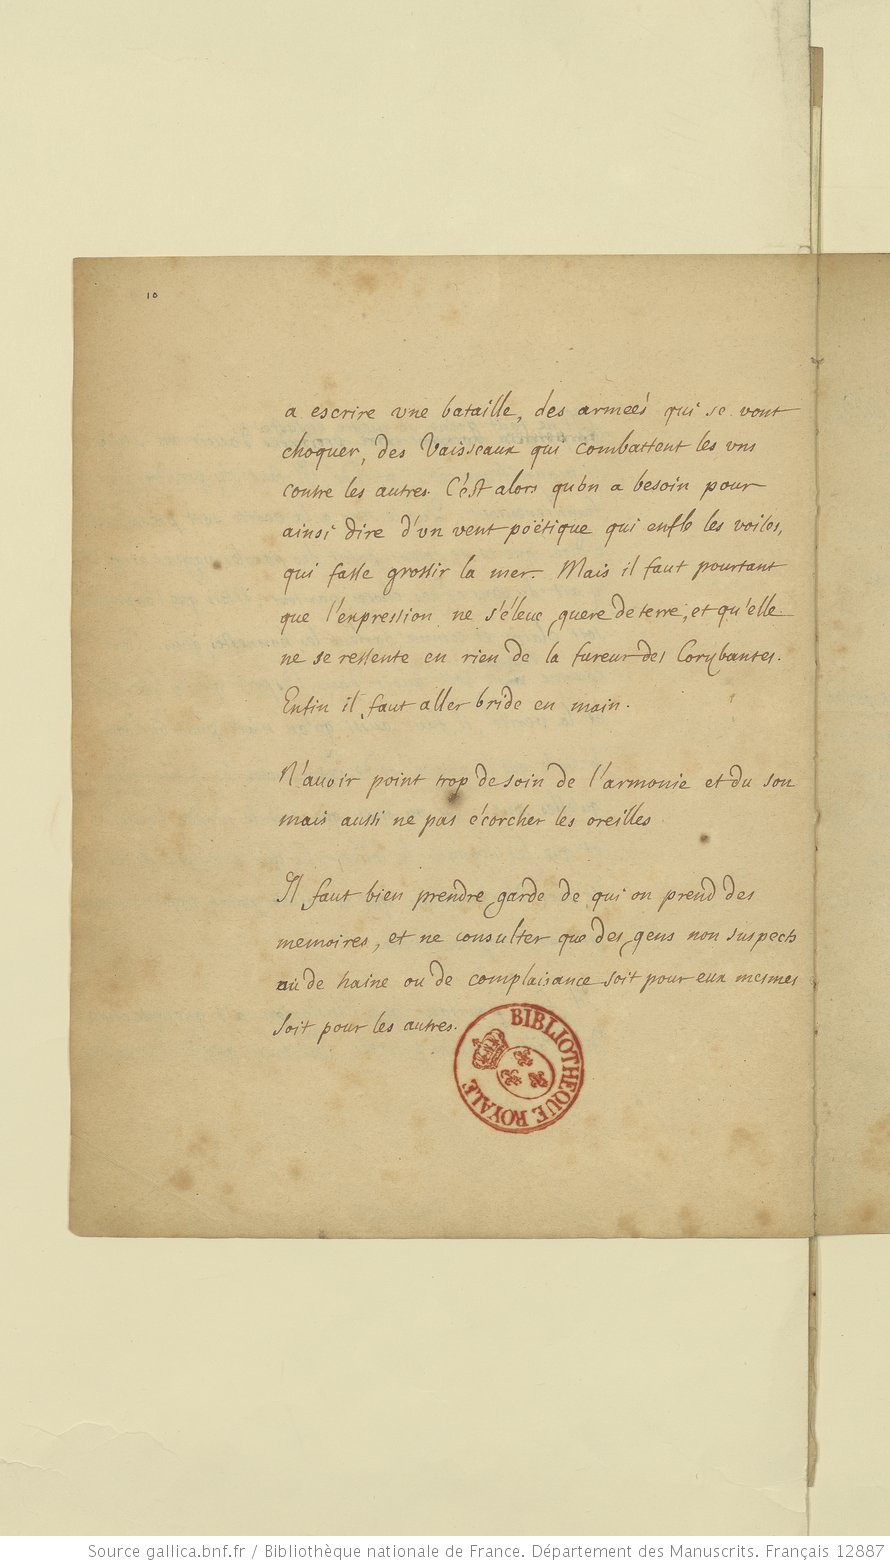 10
a escrire vne bataille, des armeés qui se vont
choquer, des Vaisseaux qui combattent les vns
contre les autres. C'est alors qu'on a besoin pour
ainsi dire d'vn vent poëtique qui enfle les voiles,
qui fasse grossir la mer. Mais il faut pourtant
que l'expression ne s'éleue guere de terre, et qu'elle
ne se ressente en rien de la fureur des Corybantes.
Enfin il faut aller bride en main.
N'auoir point trop de soin de l'armonie et du son
mais aussi ne pas écorcher les oreilles.
Il faut bien prendre garde de qui on prend des
memoires, et ne consulter que des gens non suspects
ou de haine ou de complaisance soit pour eux mesmes
soit pour les autres.
BIBLIOTHEQUE ROYALE
Source gallica.bnf.fr / Bibliothèque nationale de France. Département des Manuscrits. Français 12887